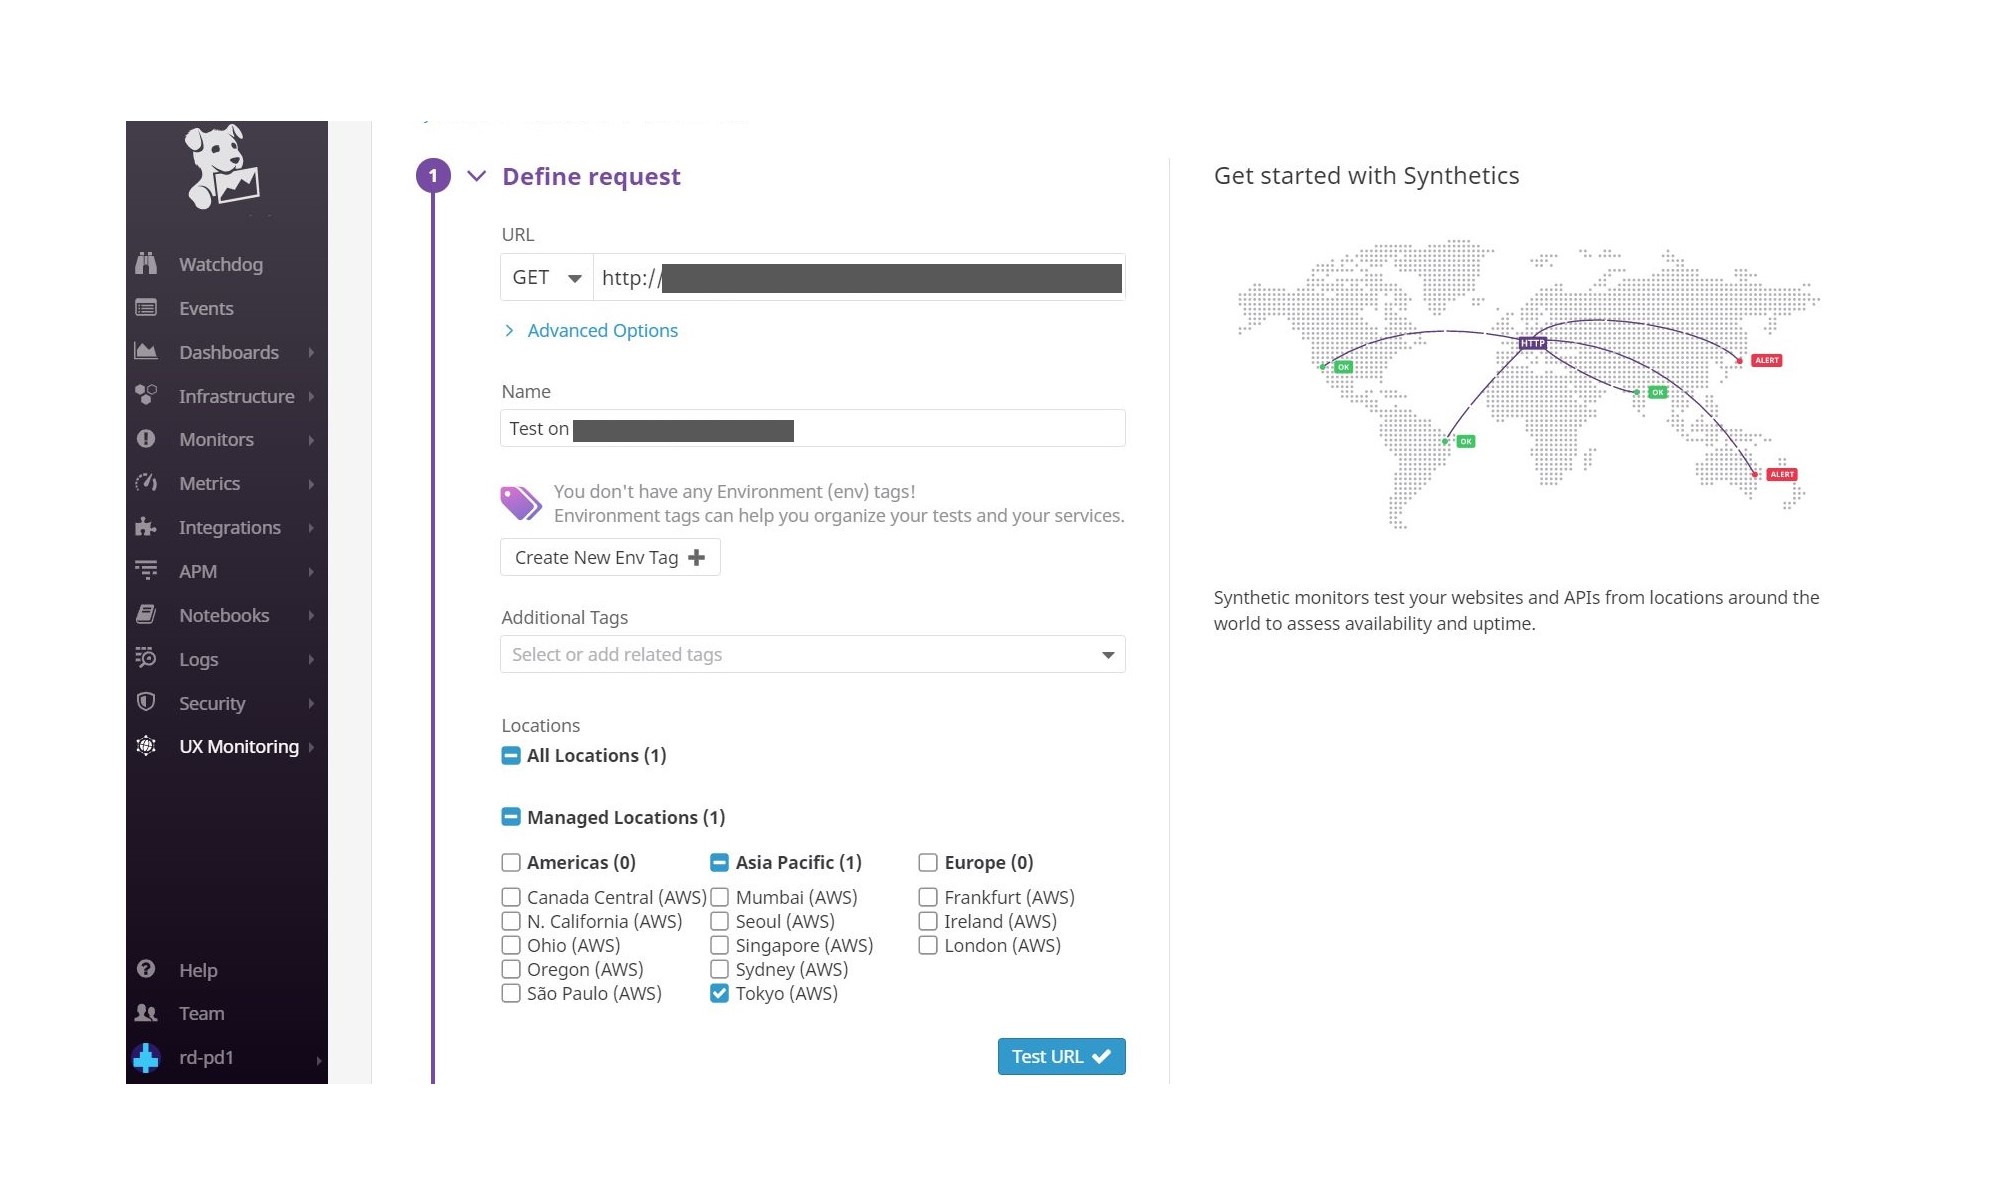 Watchdog
Events
Dashboards
Infrastructure
Monitors
Metrics
Integrations
APM
Notebooks
Logs
Security
UX Monitoring
Help
Team
rd-pd1
1 Define request
URL
GET http://
Advanced Options
Name
Test on
You don't have any Environment (env) tags!
Environment tags can help you organize your tests and your services.
Create New Env Tag
Additional Tags
Select or add related tags
Locations
All Locations (1)
Managed Locations (1)
Americas (0)
Canada Central (AWS)
N. California (AWS)
Ohio (AWS)
Oregon (AWS)
São Paulo (AWS)
Asia Pacific (1)
Mumbai (AWS)
Seoul (AWS)
Singapore (AWS)
Sydney (AWS)
Tokyo (AWS)
Europe (0)
Frankfurt (AWS)
Ireland (AWS)
London (AWS)
Test URL
Get started with Synthetics
HTTP
OK
ALERT
OK
OK
ALERT
Synthetic monitors test your websites and APIs from locations around the
world to assess availability and uptime.